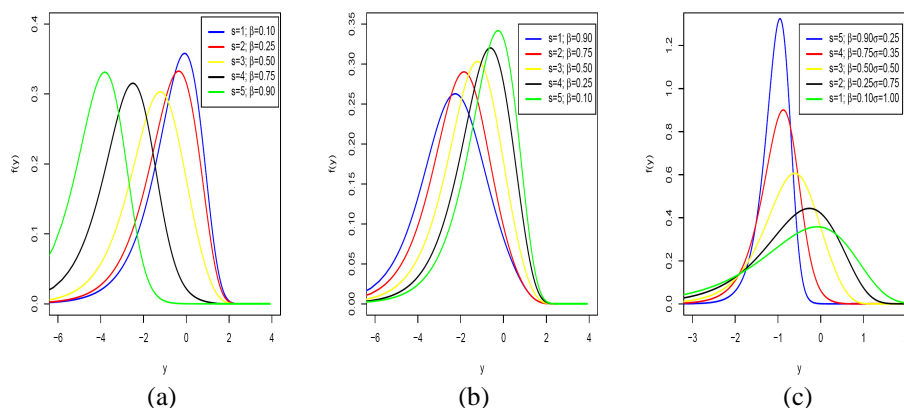 f(y)
0.4
0.3
0.2
0.1
0.0
s=1; β=0.10
s=2; β=0.25
s=3; β=0.50
s=4; β=0.75
s=5; β=0.90
−6 −4 −2 0 2 4
y
(a)
f(y)
0.35
0.30
0.25
0.20
0.15
0.10
0.05
0.00
s=1; β=0.90
s=2; β=0.75
s=3; β=0.50
s=4; β=0.25
s=5; β=0.10
−6 −4 −2 0 2 4
y
(b)
f(y)
1.2
1.0
0.8
0.6
0.4
0.2
0.0
s=5; β=0.90σ=0.25
s=4; β=0.75σ=0.35
s=3; β=0.50σ=0.50
s=2; β=0.25σ=0.75
s=1; β=0.10σ=1.00
−3 −2 −1 0 1
y
(c)